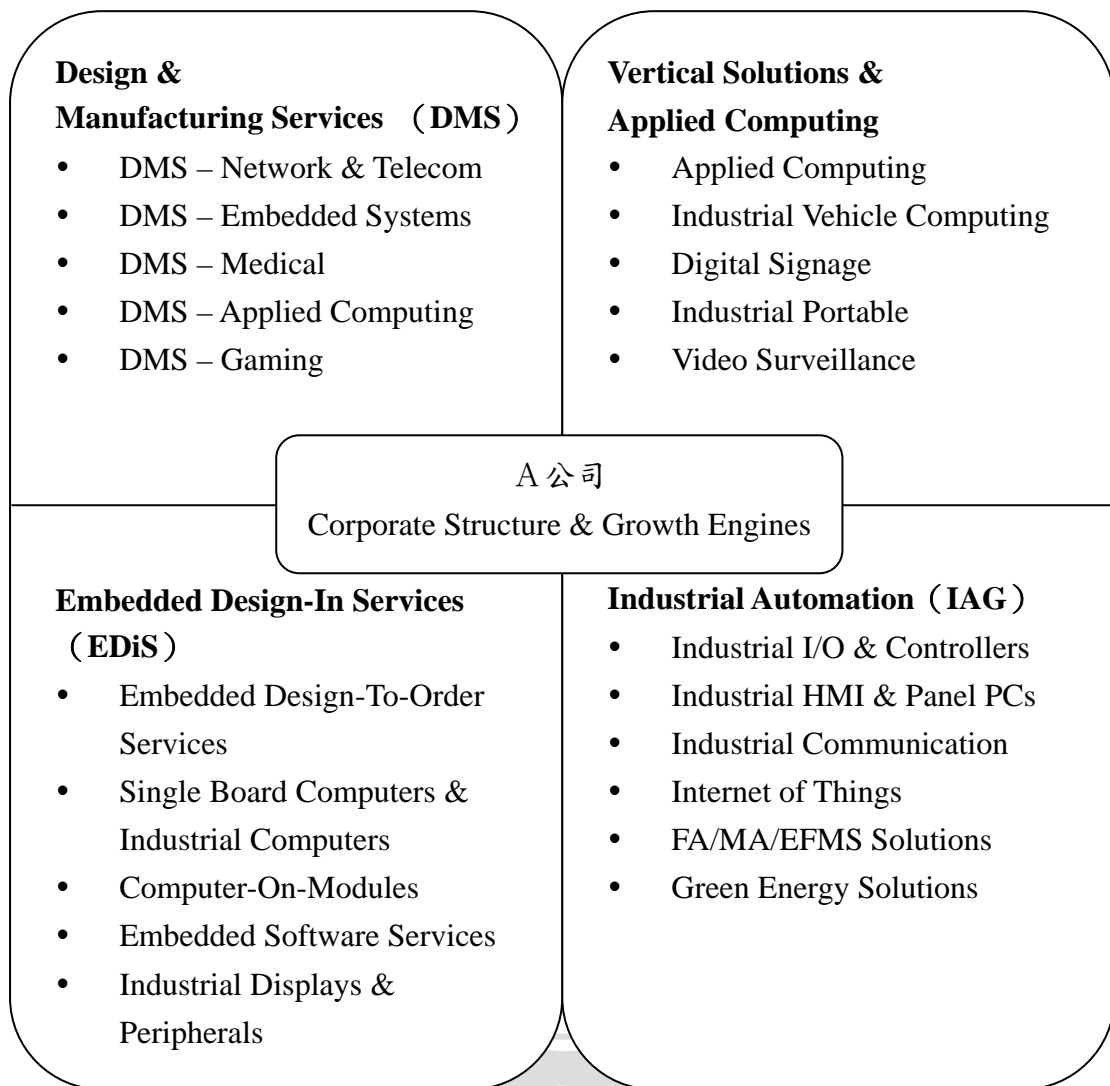 Design &
Manufacturing Services （DMS）
• DMS – Network & Telecom
• DMS – Embedded Systems
• DMS – Medical
• DMS – Applied Computing
• DMS – Gaming
Vertical Solutions &
Applied Computing
• Applied Computing
• Industrial Vehicle Computing
• Digital Signage
• Industrial Portable
• Video Surveillance
A公司
Corporate Structure & Growth Engines
Embedded Design-In Services
（EDiS）
• Embedded Design-To-Order
Services
• Single Board Computers &
Industrial Computers
• Computer-On-Modules
• Embedded Software Services
• Industrial Displays &
Peripherals
Industrial Automation（IAG）
• Industrial I/O & Controllers
• Industrial HMI & Panel PCs
• Industrial Communication
• Internet of Things
• FA/MA/EFMS Solutions
• Green Energy Solutions